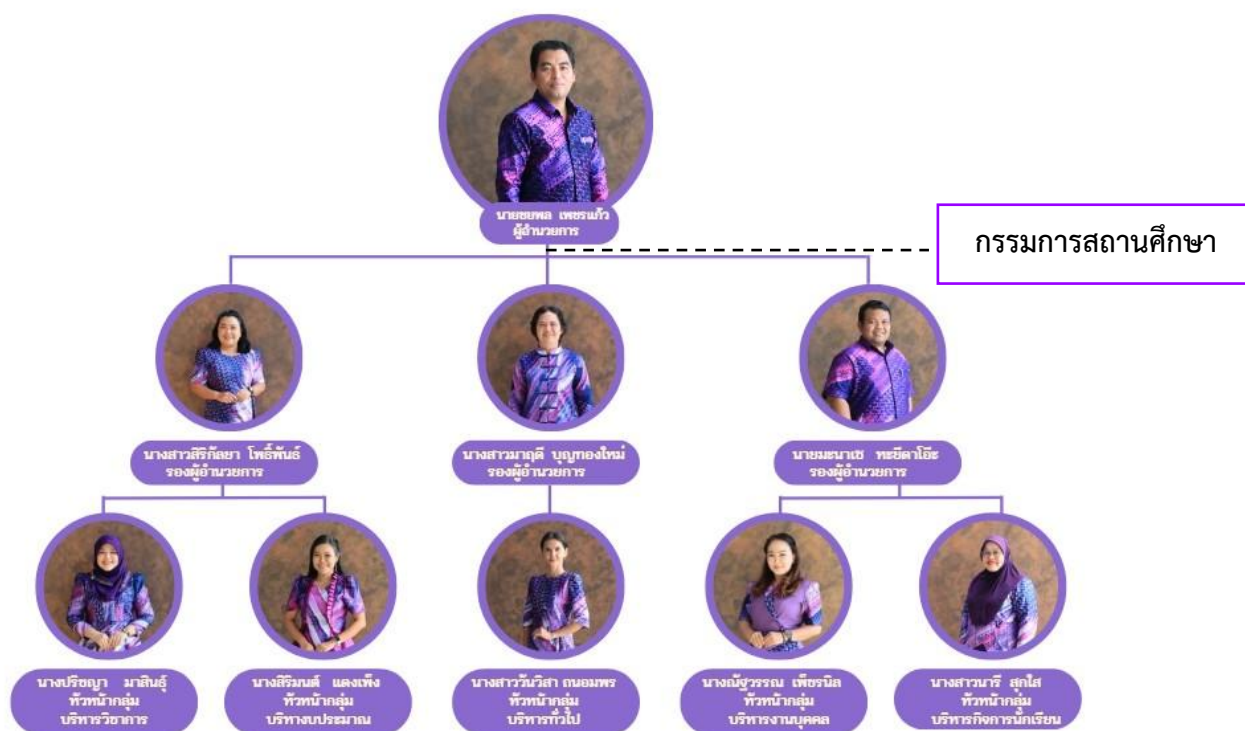 นายชยพล เพชรแก้ว
ผู้อำนวยการ
กรรมการสถานศึกษา
นางสาวสิริกัลยา โพธิ์พันธ์
รองผู้อำนวยการ
นางสาวมาฤดี บุญทองใหม่
รองผู้อำนวยการ
นายมะนาเซ ทะยีดาโอ๊ะ
รองผู้อำนวยการ
นางปรีชญา มาสินธุ์
หัวหน้ากลุ่ม
บริหารวิชาการ
นางสิริมนต์ แดงเพ็ง
หัวหน้ากลุ่ม
บริหางบประมาณ
นางสาววันวิสา ถนอมพร
หัวหน้ากลุ่ม
บริหารทั่วไป
นางณัฐวรรณ เพ็ชรนิล
หัวหน้ากลุ่ม
บริหารงานบุคคล
นางสาวนารี สุกใส
หัวหน้ากลุ่ม
บริหารกิจการนักเรียน